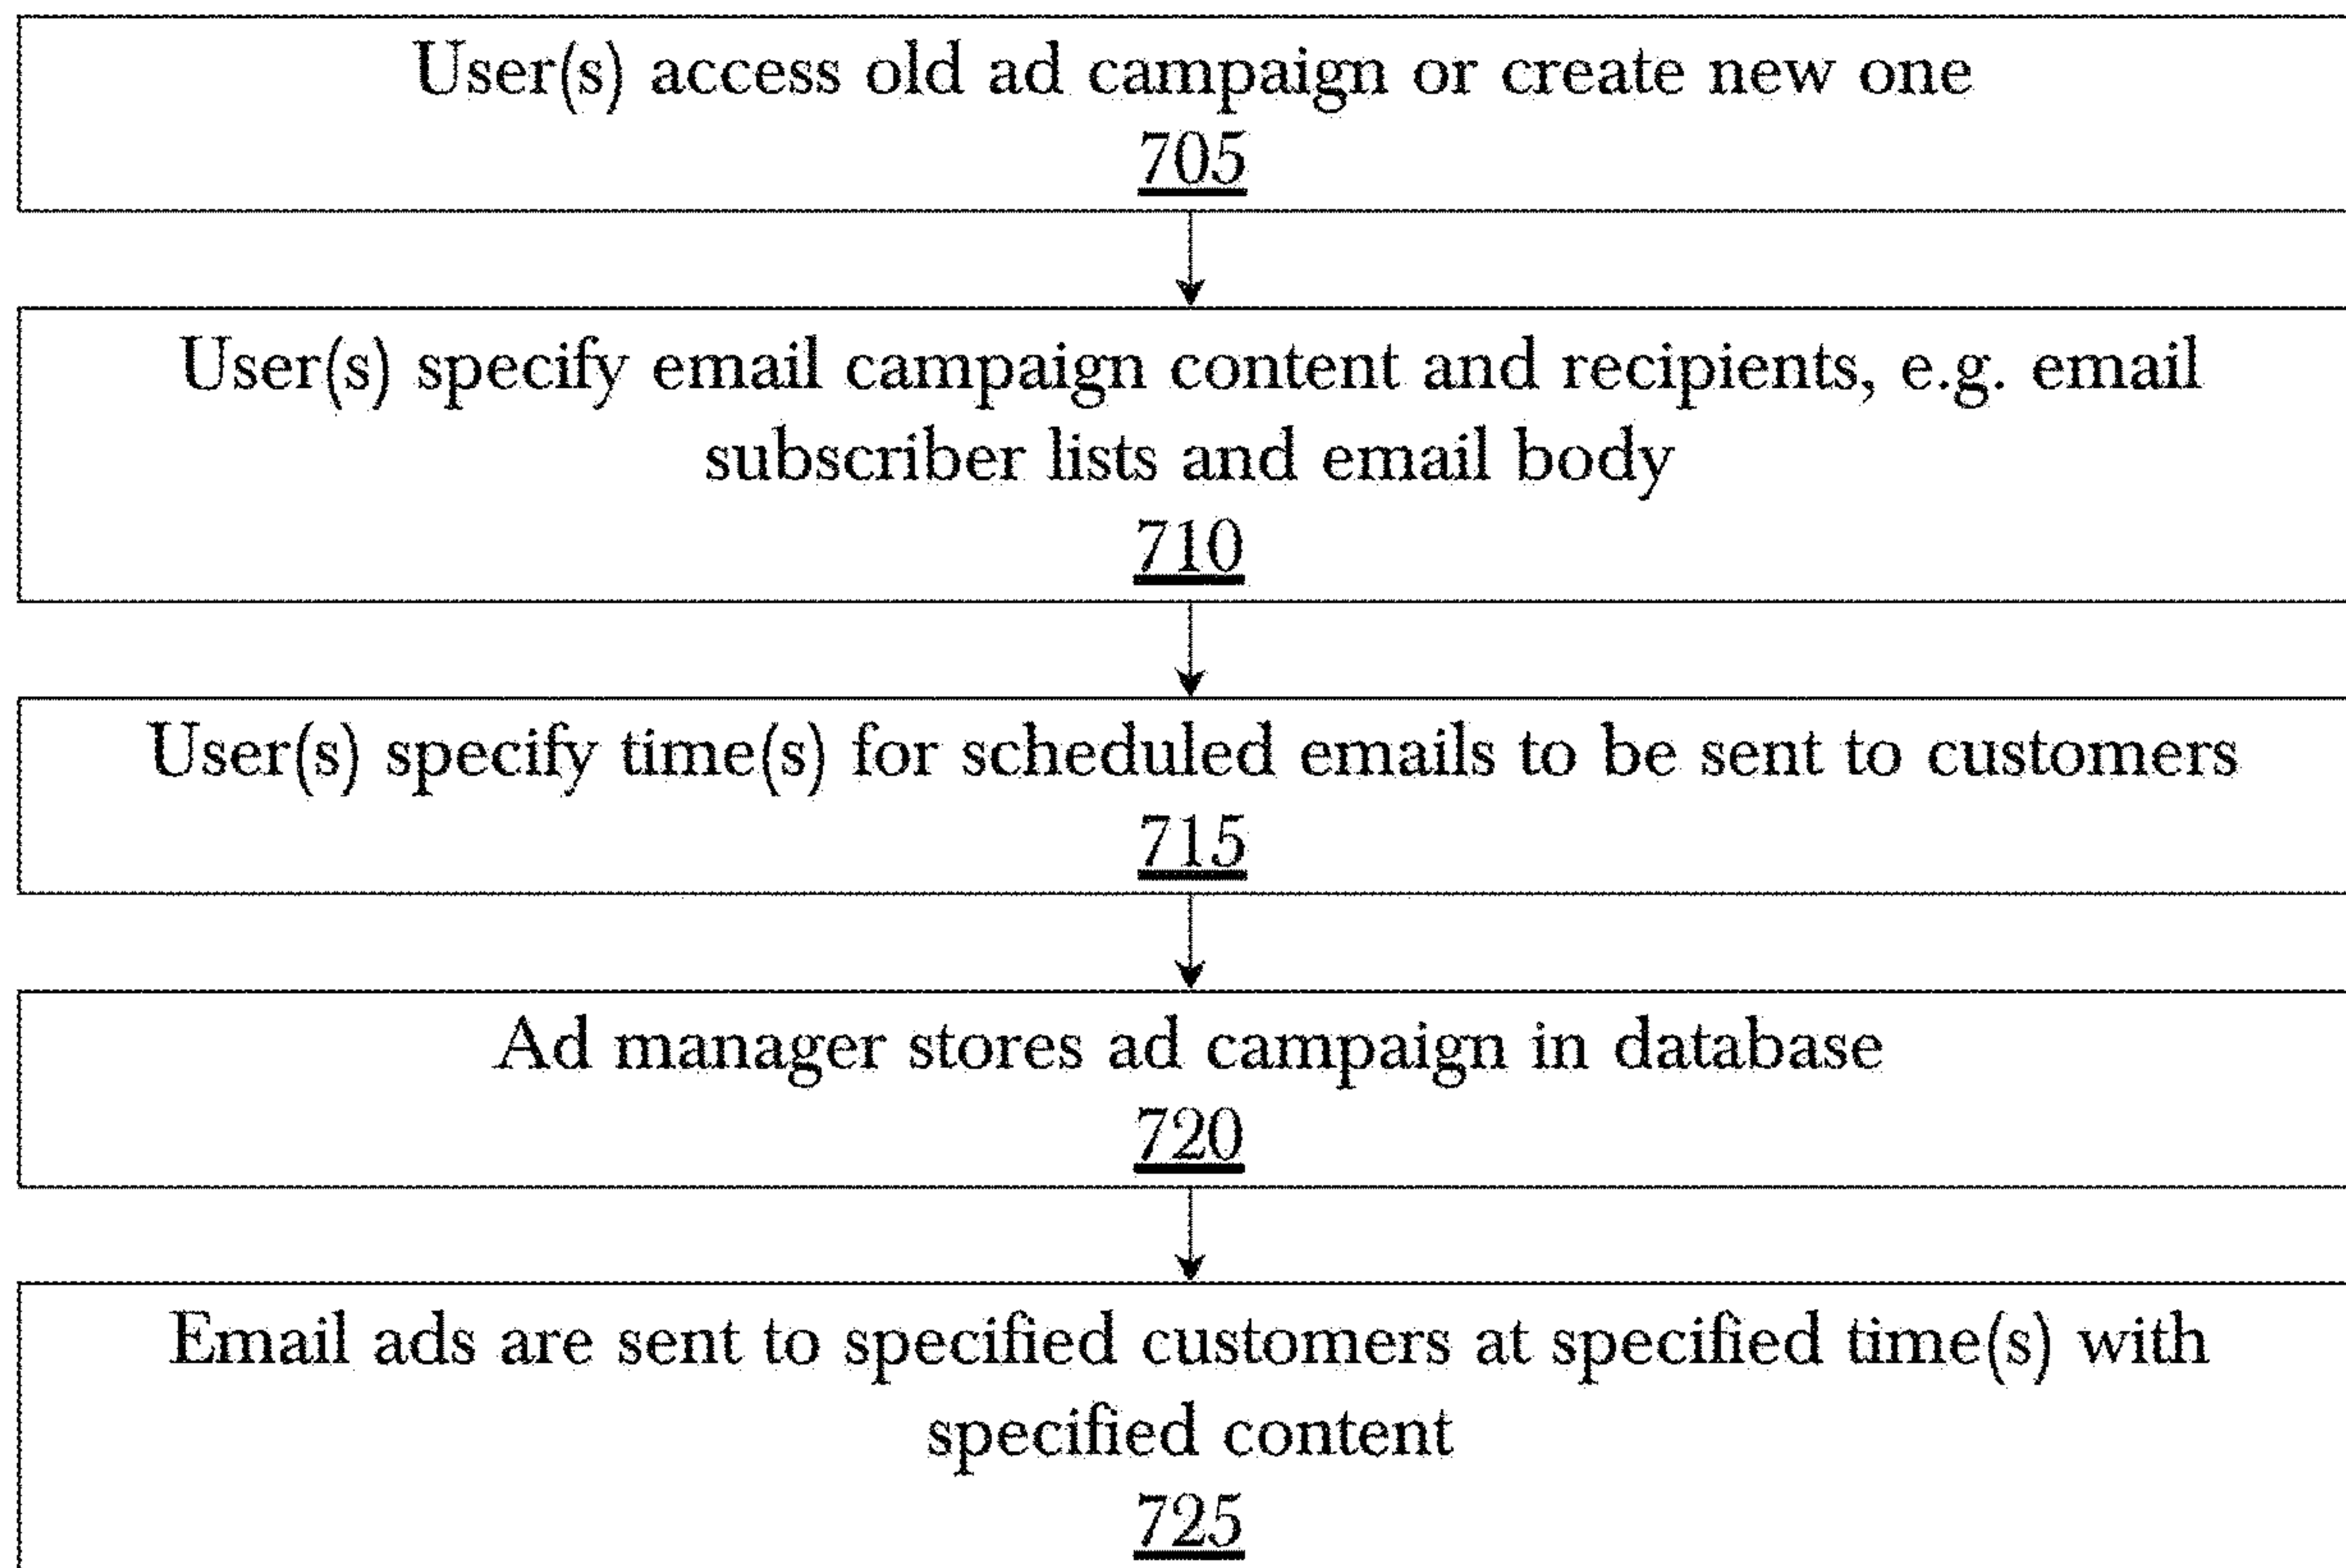 User(s) access old ad campaign or create new one
705
User(s) specify email campaign content and recipients, e.g. email
subscriber lists and email body
710
User(s) specify time(s) for scheduled emails to be sent to customers
715
Ad manager stores ad campaign in database
720
Email ads are sent to specified customers at specified time(s) with
specified content
725